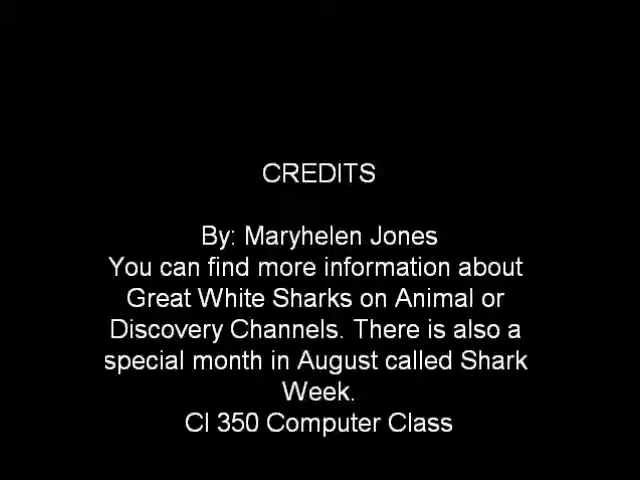 CREDITS
By: Maryhelen Jones
You can find more information about
Great White Sharks on Animal or
Discovery Channels. There is also a
special month in August called Shark
Week.
CI 350 Computer Class